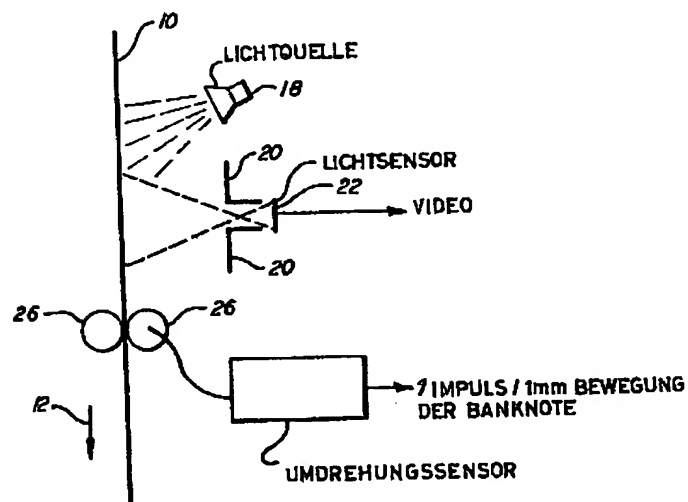 10
LICHTQUELLE
18
20
LICHTSENSOR
22
VIDEO
20
26
26
12
1 IMPULS / 1mm BEWEGUNG
DER BANKNOTE
UMDREHUNGSSENSOR